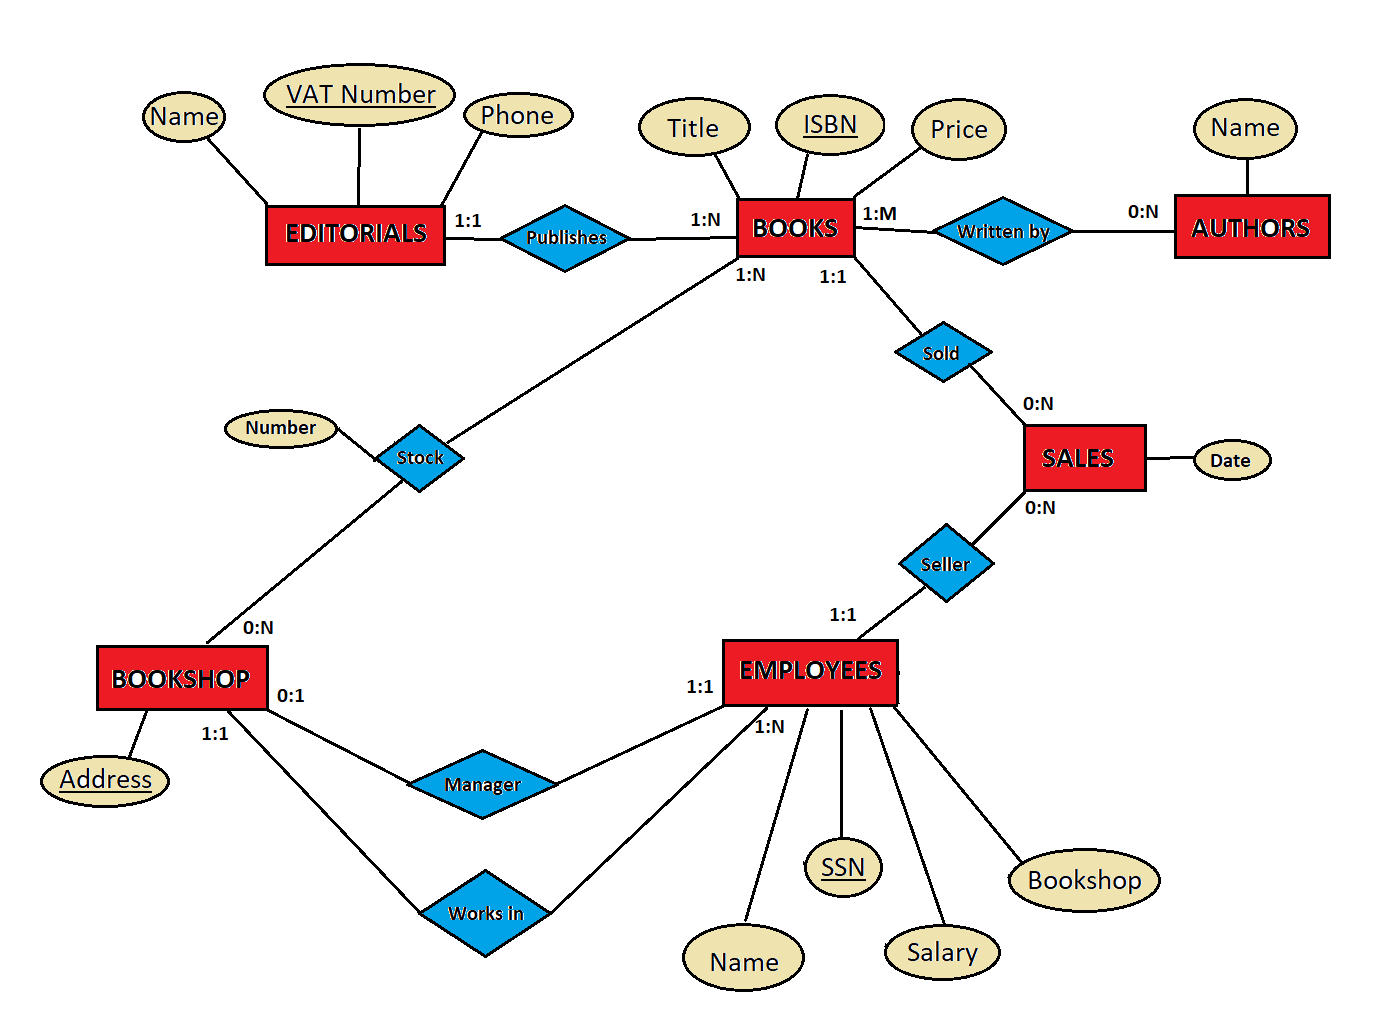 Name
VAT Number
Phone
Title
ISBN
Price
Name
EDITORIALS
1:1
Publishes
1:N
BOOKS
1:M
Written by
0:N
AUTHORS
1:N
1:1
Sold
0:N
Number
Stock
SALES
Date
0:N
Seller
1:1
0:N
BOOKSHOP
0:1
1:1
EMPLOYEES
1:1
1:N
Address
Manager
SSN
Bookshop
Works in
Name
Salary